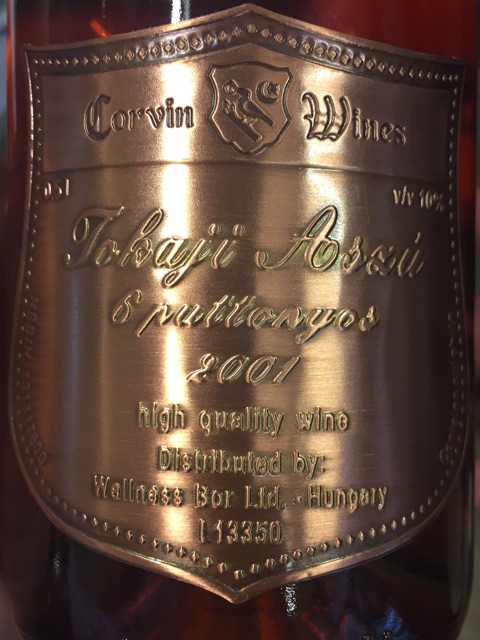 Corvin Wines
0.5l v/v 10%
Tokaji Aszú
6 puttonyos
2001
high quality wine
Distributed by:
Wellness Bor Ltd. - Hungary
L13350